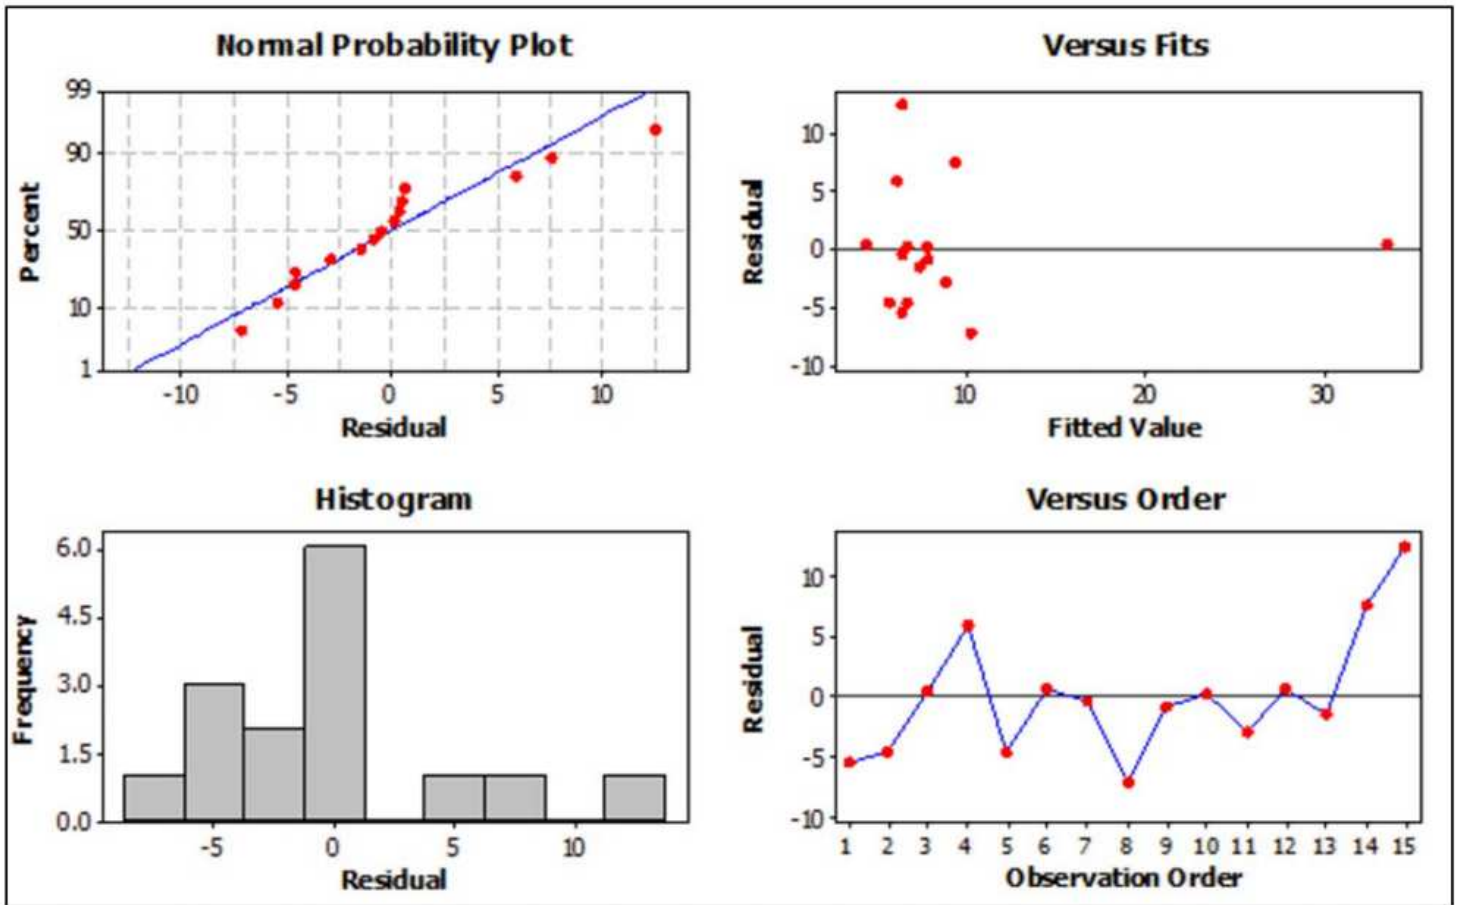 Normal Probability Plot
Percent
99
90
50
10
1
-10 -5 0 5 10
Residual
Versus Fits
Residual
10
5
0
-5
-10
10 20 30
Fitted Value
Histogram
Frequency
6.0
4.5
3.0
1.5
0.0
-5 0 5 10
Residual
Versus Order
Residual
10
5
0
-5
-10
1 2 3 4 5 6 7 8 9 10 11 12 13 14 15
Observation Order